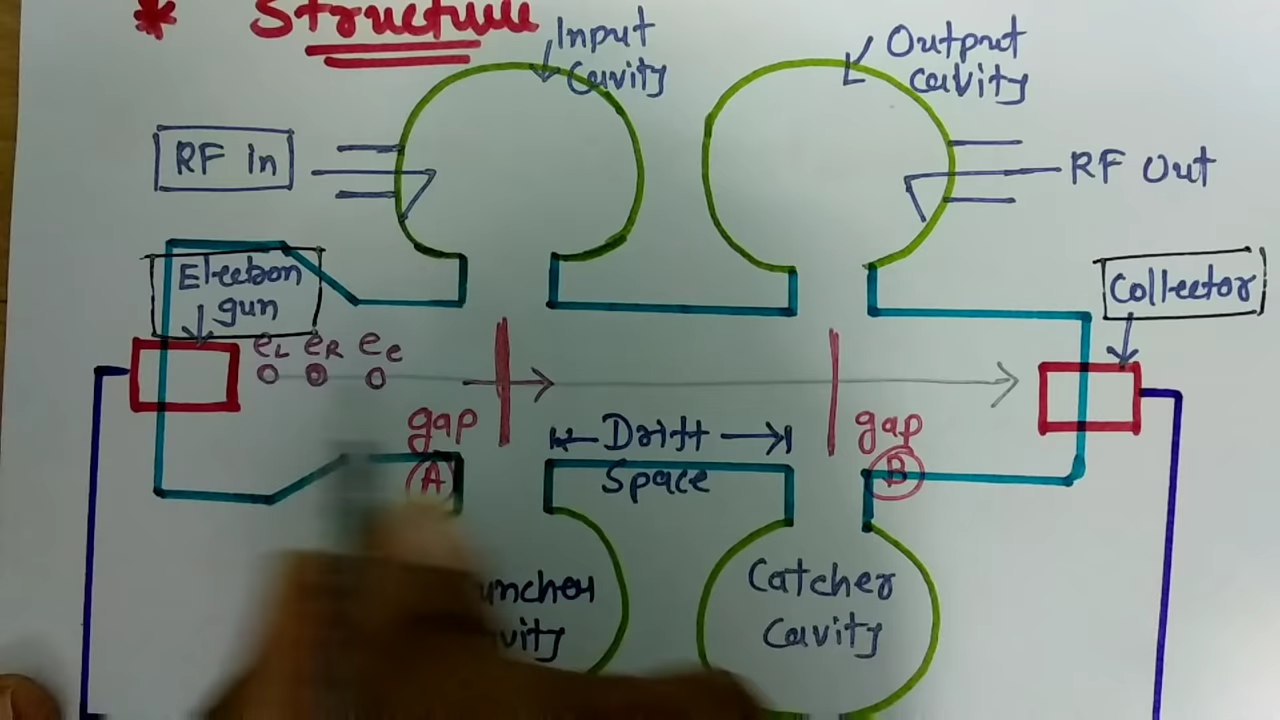 * Structure
Input
Cavity
Output
Cavity
RF in
RF Out
Electron
gun
Collector
eL eR ee
gap
A
Drift
Space
gap
B
Catcher
Cavity